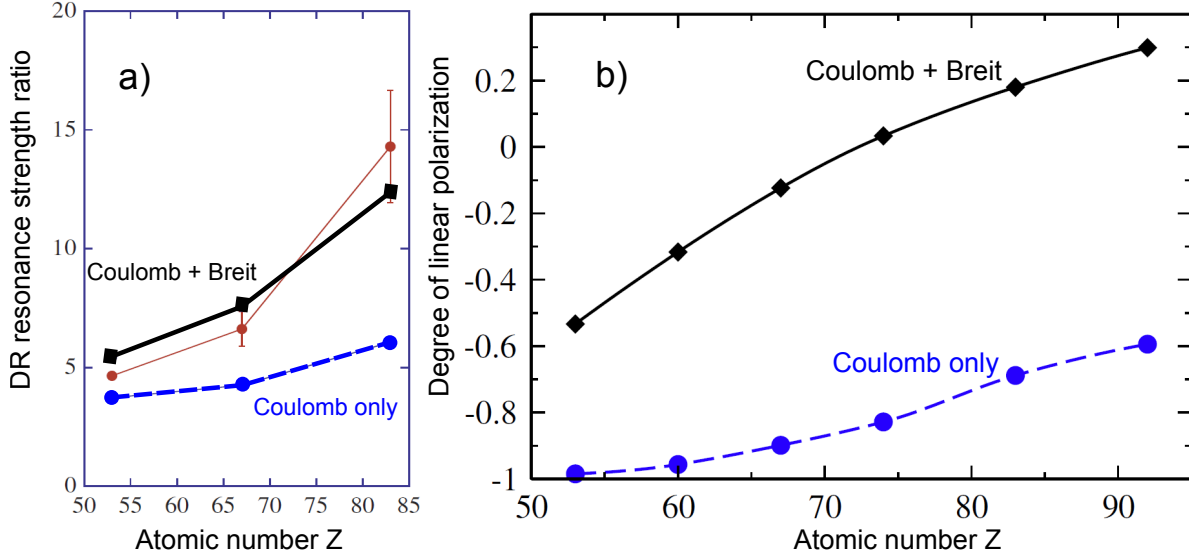 a)
DR resonance strength ratio
20
15
10
5
0
Coulomb + Breit
Coulomb only
50 55 60 65 70 75 80 85
Atomic number Z
b)
Degree of linear polarization
0.2
0
-0.2
-0.4
-0.6
-0.8
-1
Coulomb + Breit
Coulomb only
50 60 70 80 90
Atomic number Z